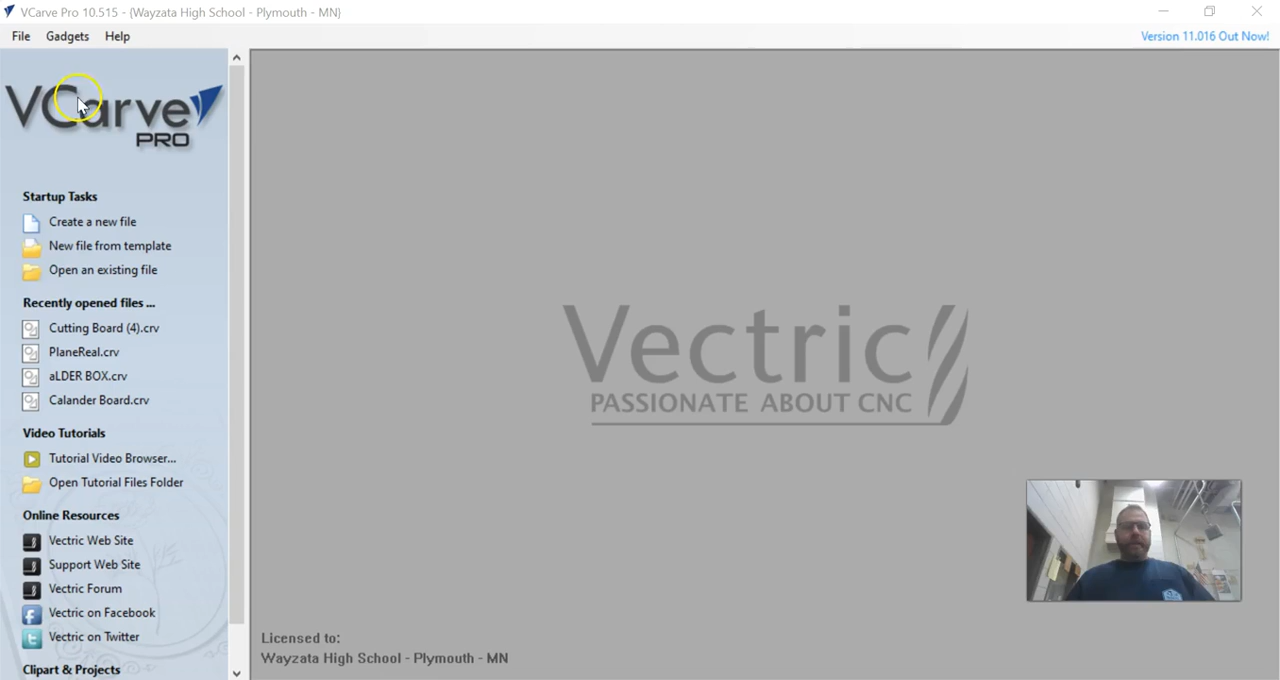 VCarve Pro 10.515 - (Wayzata High School - Plymouth - MN)
File Gadgets Help Version 11.016 Out Now!
VCarve
PRO
Startup Tasks
Create a new file
New file from template
Open an existing file
Recently opened files ...
Cutting Board (4).crv
PlaneReal.crv
aLDER BOX.crv
Calander Board.crv
Video Tutorials
Tutorial Video Browser...
Open Tutorial Files Folder
Online Resources
Vectric Web Site
Support Web Site
Vectric Forum
Vectric on Facebook
Vectric on Twitter
Clipart & Projects
Vectric
PASSIONATE ABOUT CNC
Licensed to:
Wayzata High School - Plymouth - MN